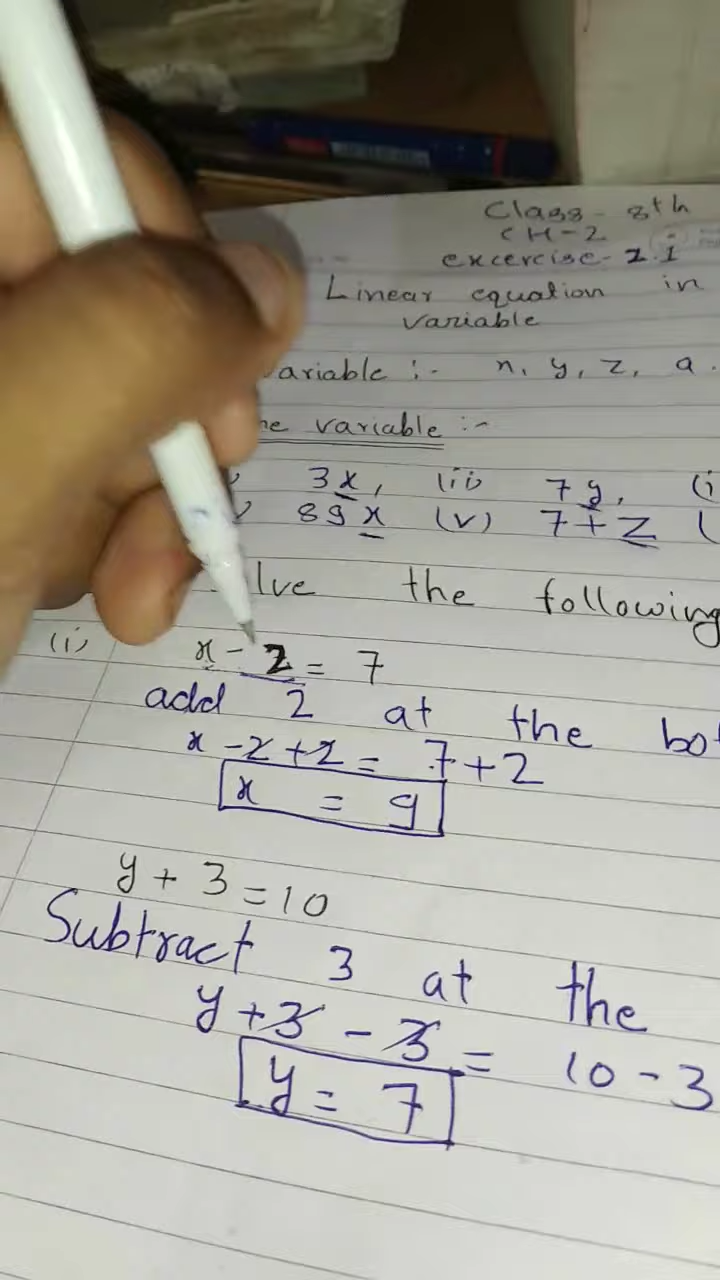 Class - 8th
CH-2
excercise- 2.1
Linear equation in
variable
ariable :- x, y, z, a.
he variable :-
3x, (ii) 7y, (i
89x (v) 7+z (
lve the following
(i) x - 2 = 7
add 2 at the bot
x - 2 + 2 = 7+2
x = 9
y + 3 = 10
Subtract 3 at the
y + 3 - 3 = 10 - 3
y = 7